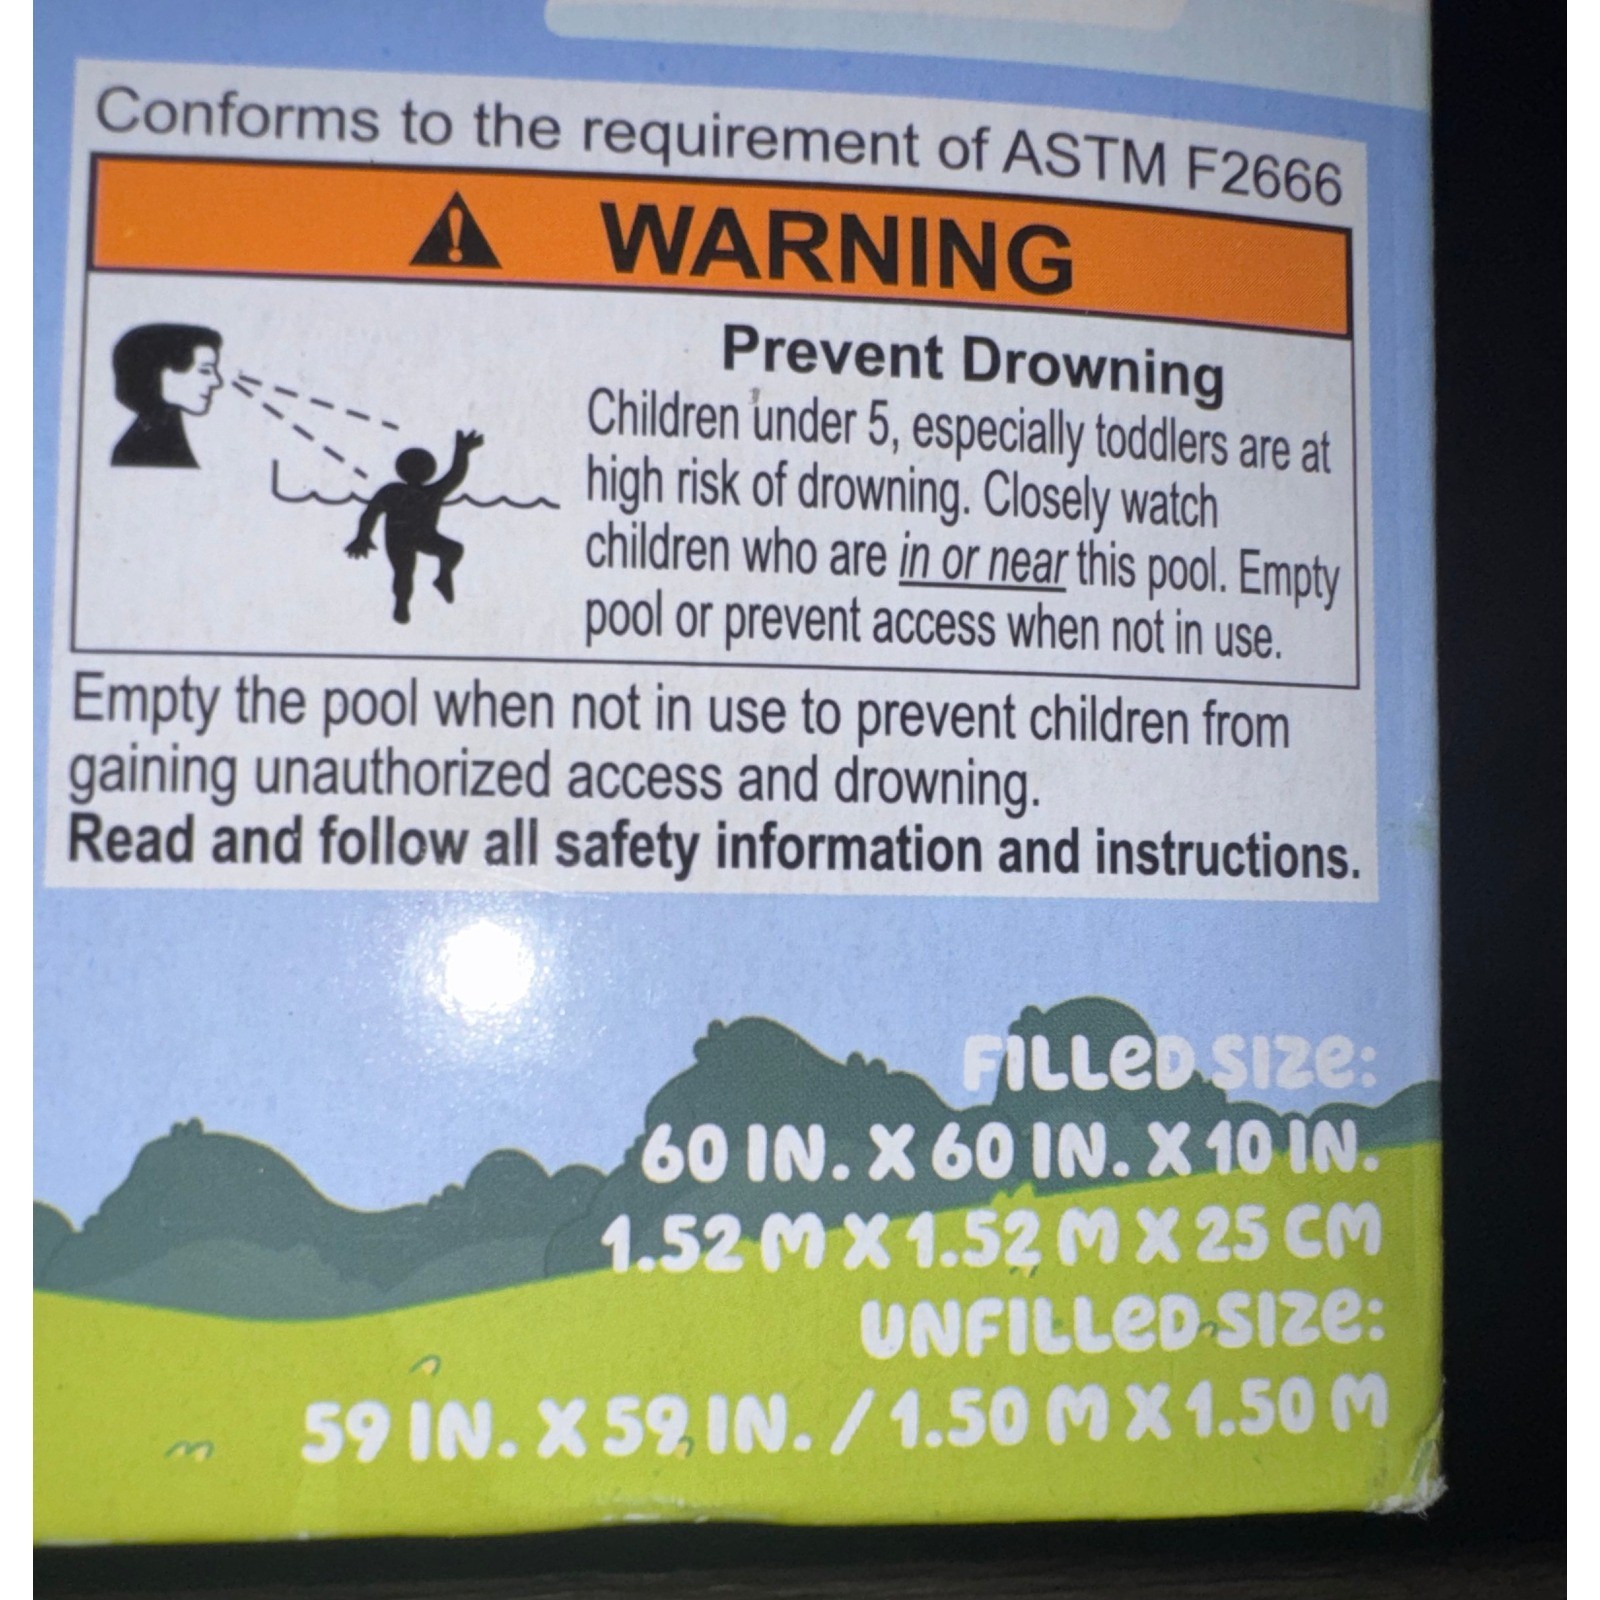 Conforms to the requirement of ASTM F2666
WARNING
Prevent Drowning
Children under 5, especially toddlers are at
high risk of drowning. Closely watch
children who are in or near this pool. Empty
pool or prevent access when not in use.
Empty the pool when not in use to prevent children from
gaining unauthorized access and drowning.
Read and follow all safety information and instructions.
FILLED SIZE:
60 IN. X 60 IN. X 10 IN.
1.52 M X 1.52 M X 25 CM
UNFILLED SIZE:
59 IN. X 59 IN. / 1.50 M X 1.50 M